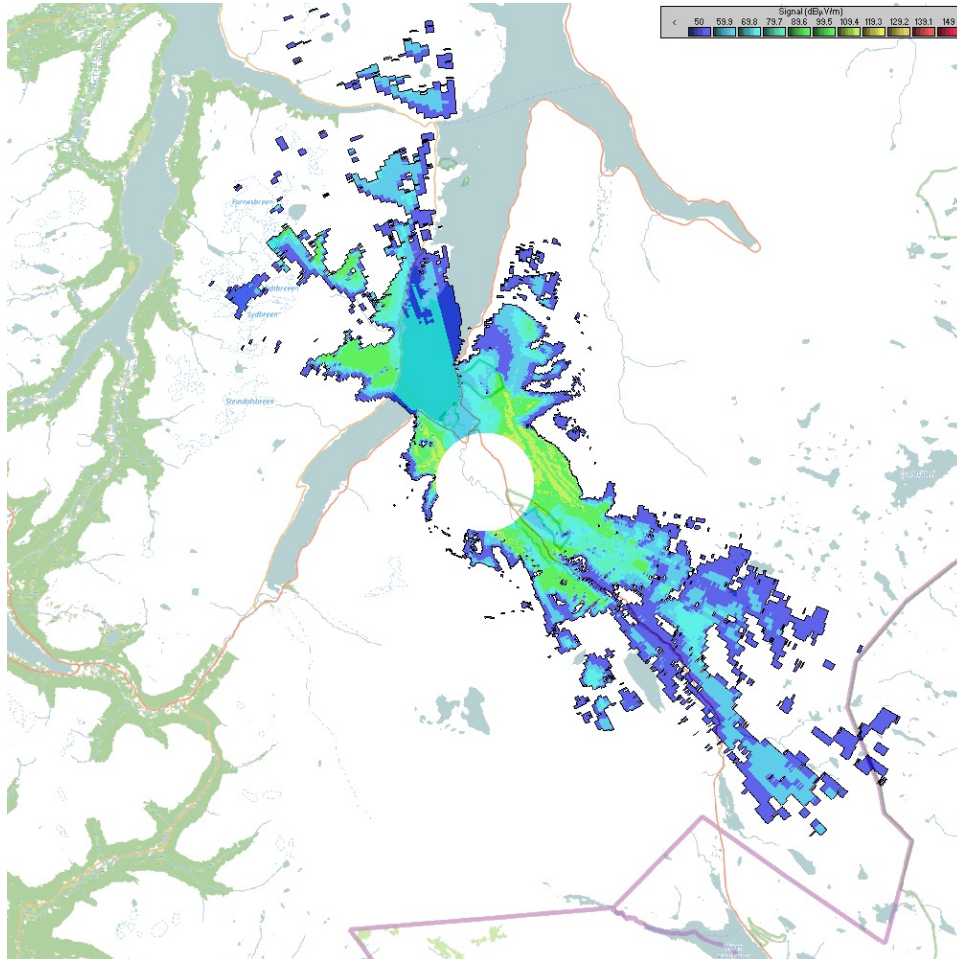 Signal (dBµV/m)
< 50 59.9 69.8 79.7 89.6 99.5 109.4 119.3 129.2 139.1 149
Fornesbreen
Sydbreen
Steindalsbreen